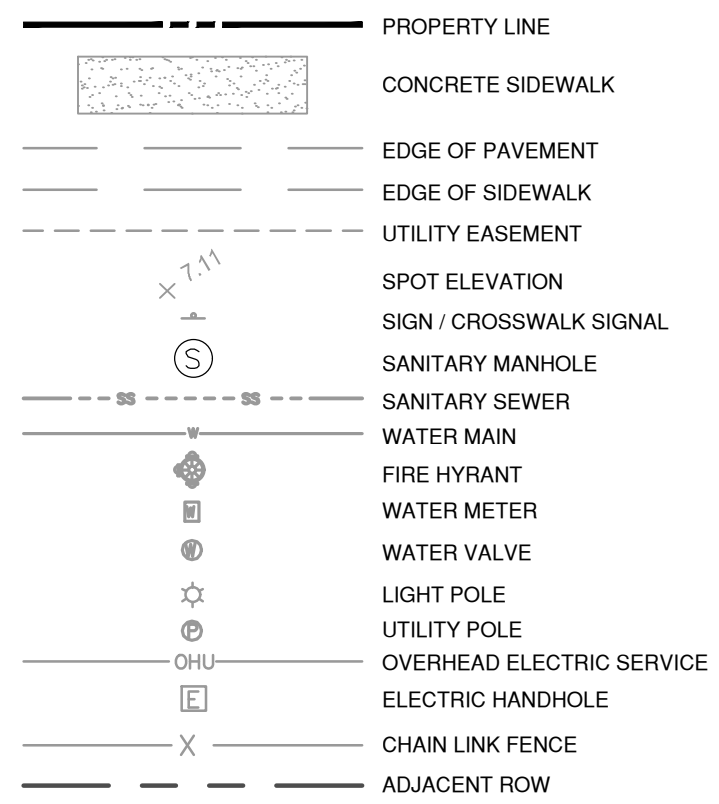 PROPERTY LINE
CONCRETE SIDEWALK
EDGE OF PAVEMENT
EDGE OF SIDEWALK
UTILITY EASEMENT
7.11 SPOT ELEVATION
SIGN / CROSSWALK SIGNAL
S SANITARY MANHOLE
SS SS SANITARY SEWER
W WATER MAIN
FIRE HYRANT
W WATER METER
W WATER VALVE
LIGHT POLE
P UTILITY POLE
OHU OVERHEAD ELECTRIC SERVICE
E ELECTRIC HANDHOLE
X CHAIN LINK FENCE
ADJACENT ROW